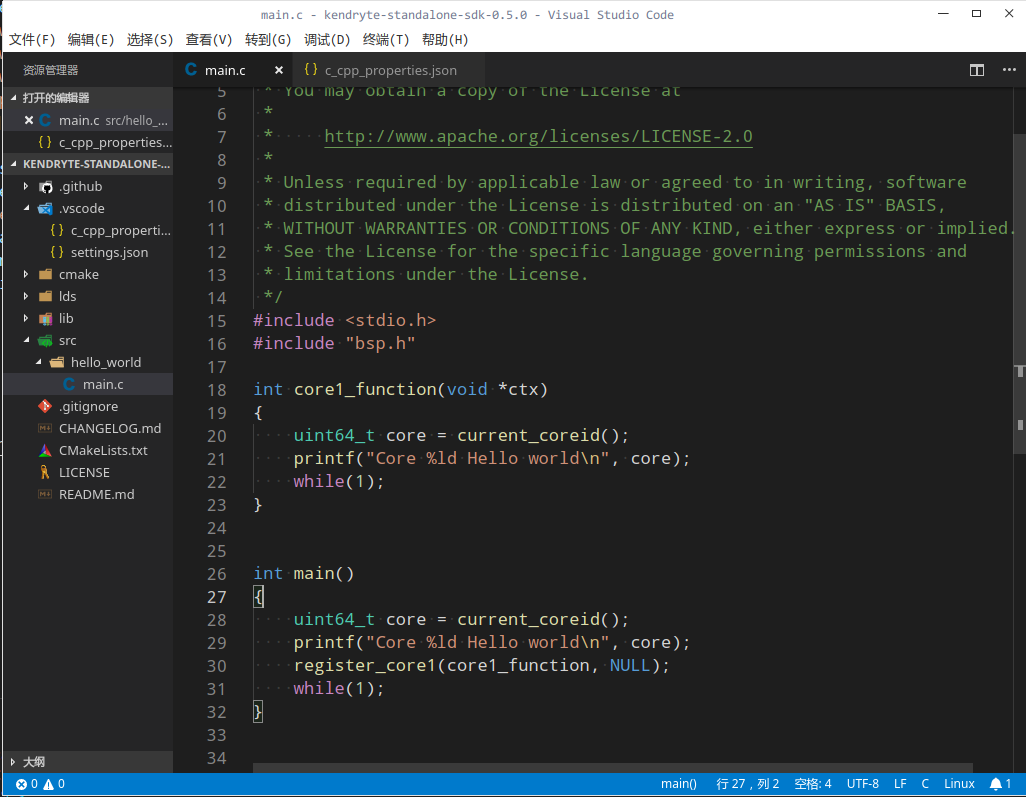 main.c - kendryte-standalone-sdk-0.5.0 - Visual Studio Code
文件(F) 编辑(E) 选择(S) 查看(V) 转到(G) 调试(D) 终端(T) 帮助(H)
资源管理器
打开的编辑器
main.c src/hello_...
c_cpp_properties...
KENDRYTE-STANDALONE-...
.github
.vscode
c_cpp_properti...
settings.json
cmake
lds
lib
src
hello_world
main.c
.gitignore
CHANGELOG.md
CMakeLists.txt
LICENSE
README.md
大纲
main.c
c_cpp_properties.json
5 * You may obtain a copy of the License at
6 *
7 * http://www.apache.org/licenses/LICENSE-2.0
8 *
9 * Unless required by applicable law or agreed to in writing, software
10 * distributed under the License is distributed on an "AS IS" BASIS,
11 * WITHOUT WARRANTIES OR CONDITIONS OF ANY KIND, either express or implied.
12 * See the License for the specific language governing permissions and
13 * limitations under the License.
14 */
15 #include <stdio.h>
16 #include "bsp.h"
17
18 int core1_function(void *ctx)
19 {
20 uint64_t core = current_coreid();
21 printf("Core %ld Hello world\n", core);
22 while(1);
23 }
24
25
26 int main()
27 {
28 uint64_t core = current_coreid();
29 printf("Core %ld Hello world\n", core);
30 register_core1(core1_function, NULL);
31 while(1);
32 }
33
34
0 0 main() 行 27，列 2 空格: 4 UTF-8 LF C Linux 1